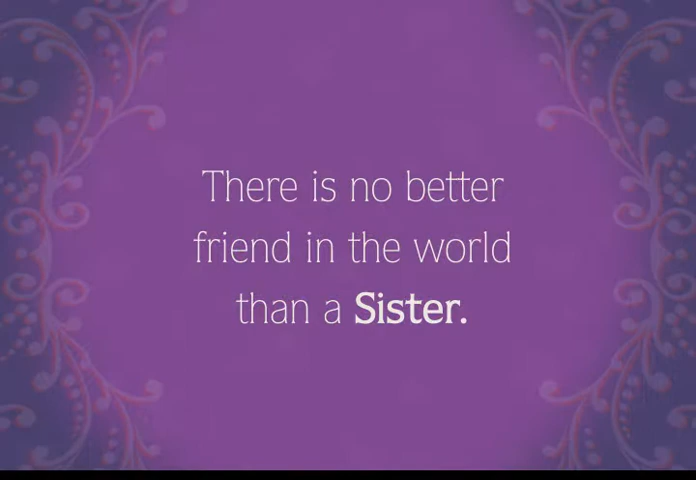 There is no better
friend in the world
than a Sister.